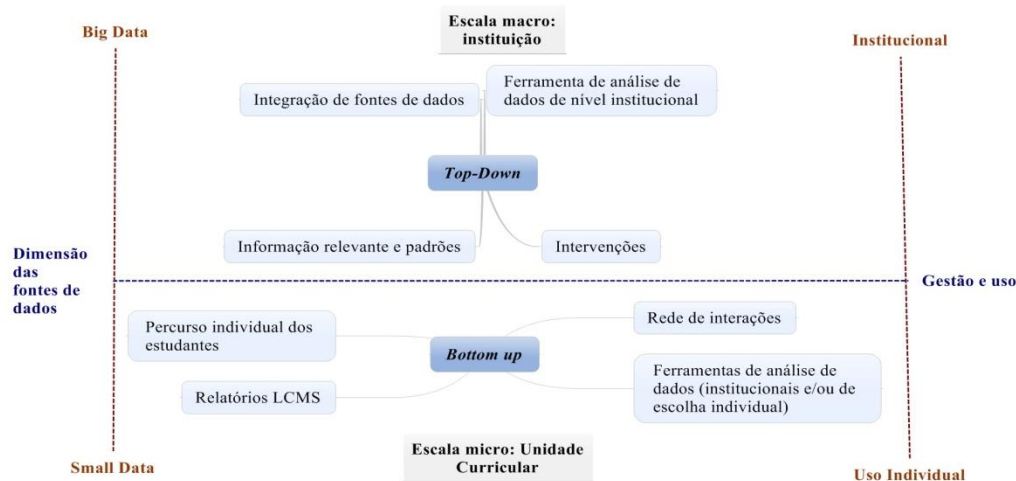 Big Data
Escala macro:
instituição
Institucional
Integração de fontes de dados
Ferramenta de análise de
dados de nível institucional
Top-Down
Informação relevante e padrões
Intervenções
Dimensão
das
fontes de
dados
Gestão e uso
Percurso individual dos
estudantes
Rede de interações
Bottom up
Relatórios LCMS
Ferramentas de análise de
dados (institucionais e/ou de
escolha individual)
Escala micro: Unidade
Curricular
Small Data
Uso Individual